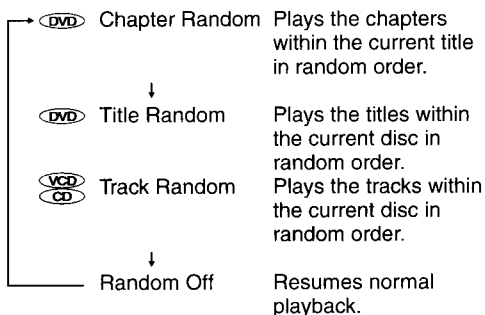 DVD Chapter Random Plays the chapters
within the current title
in random order.
↓
DVD Title Random Plays the titles within
the current disc in
random order.
VCD CD Track Random Plays the tracks within
the current disc in
random order.
↓
Random Off Resumes normal
playback.